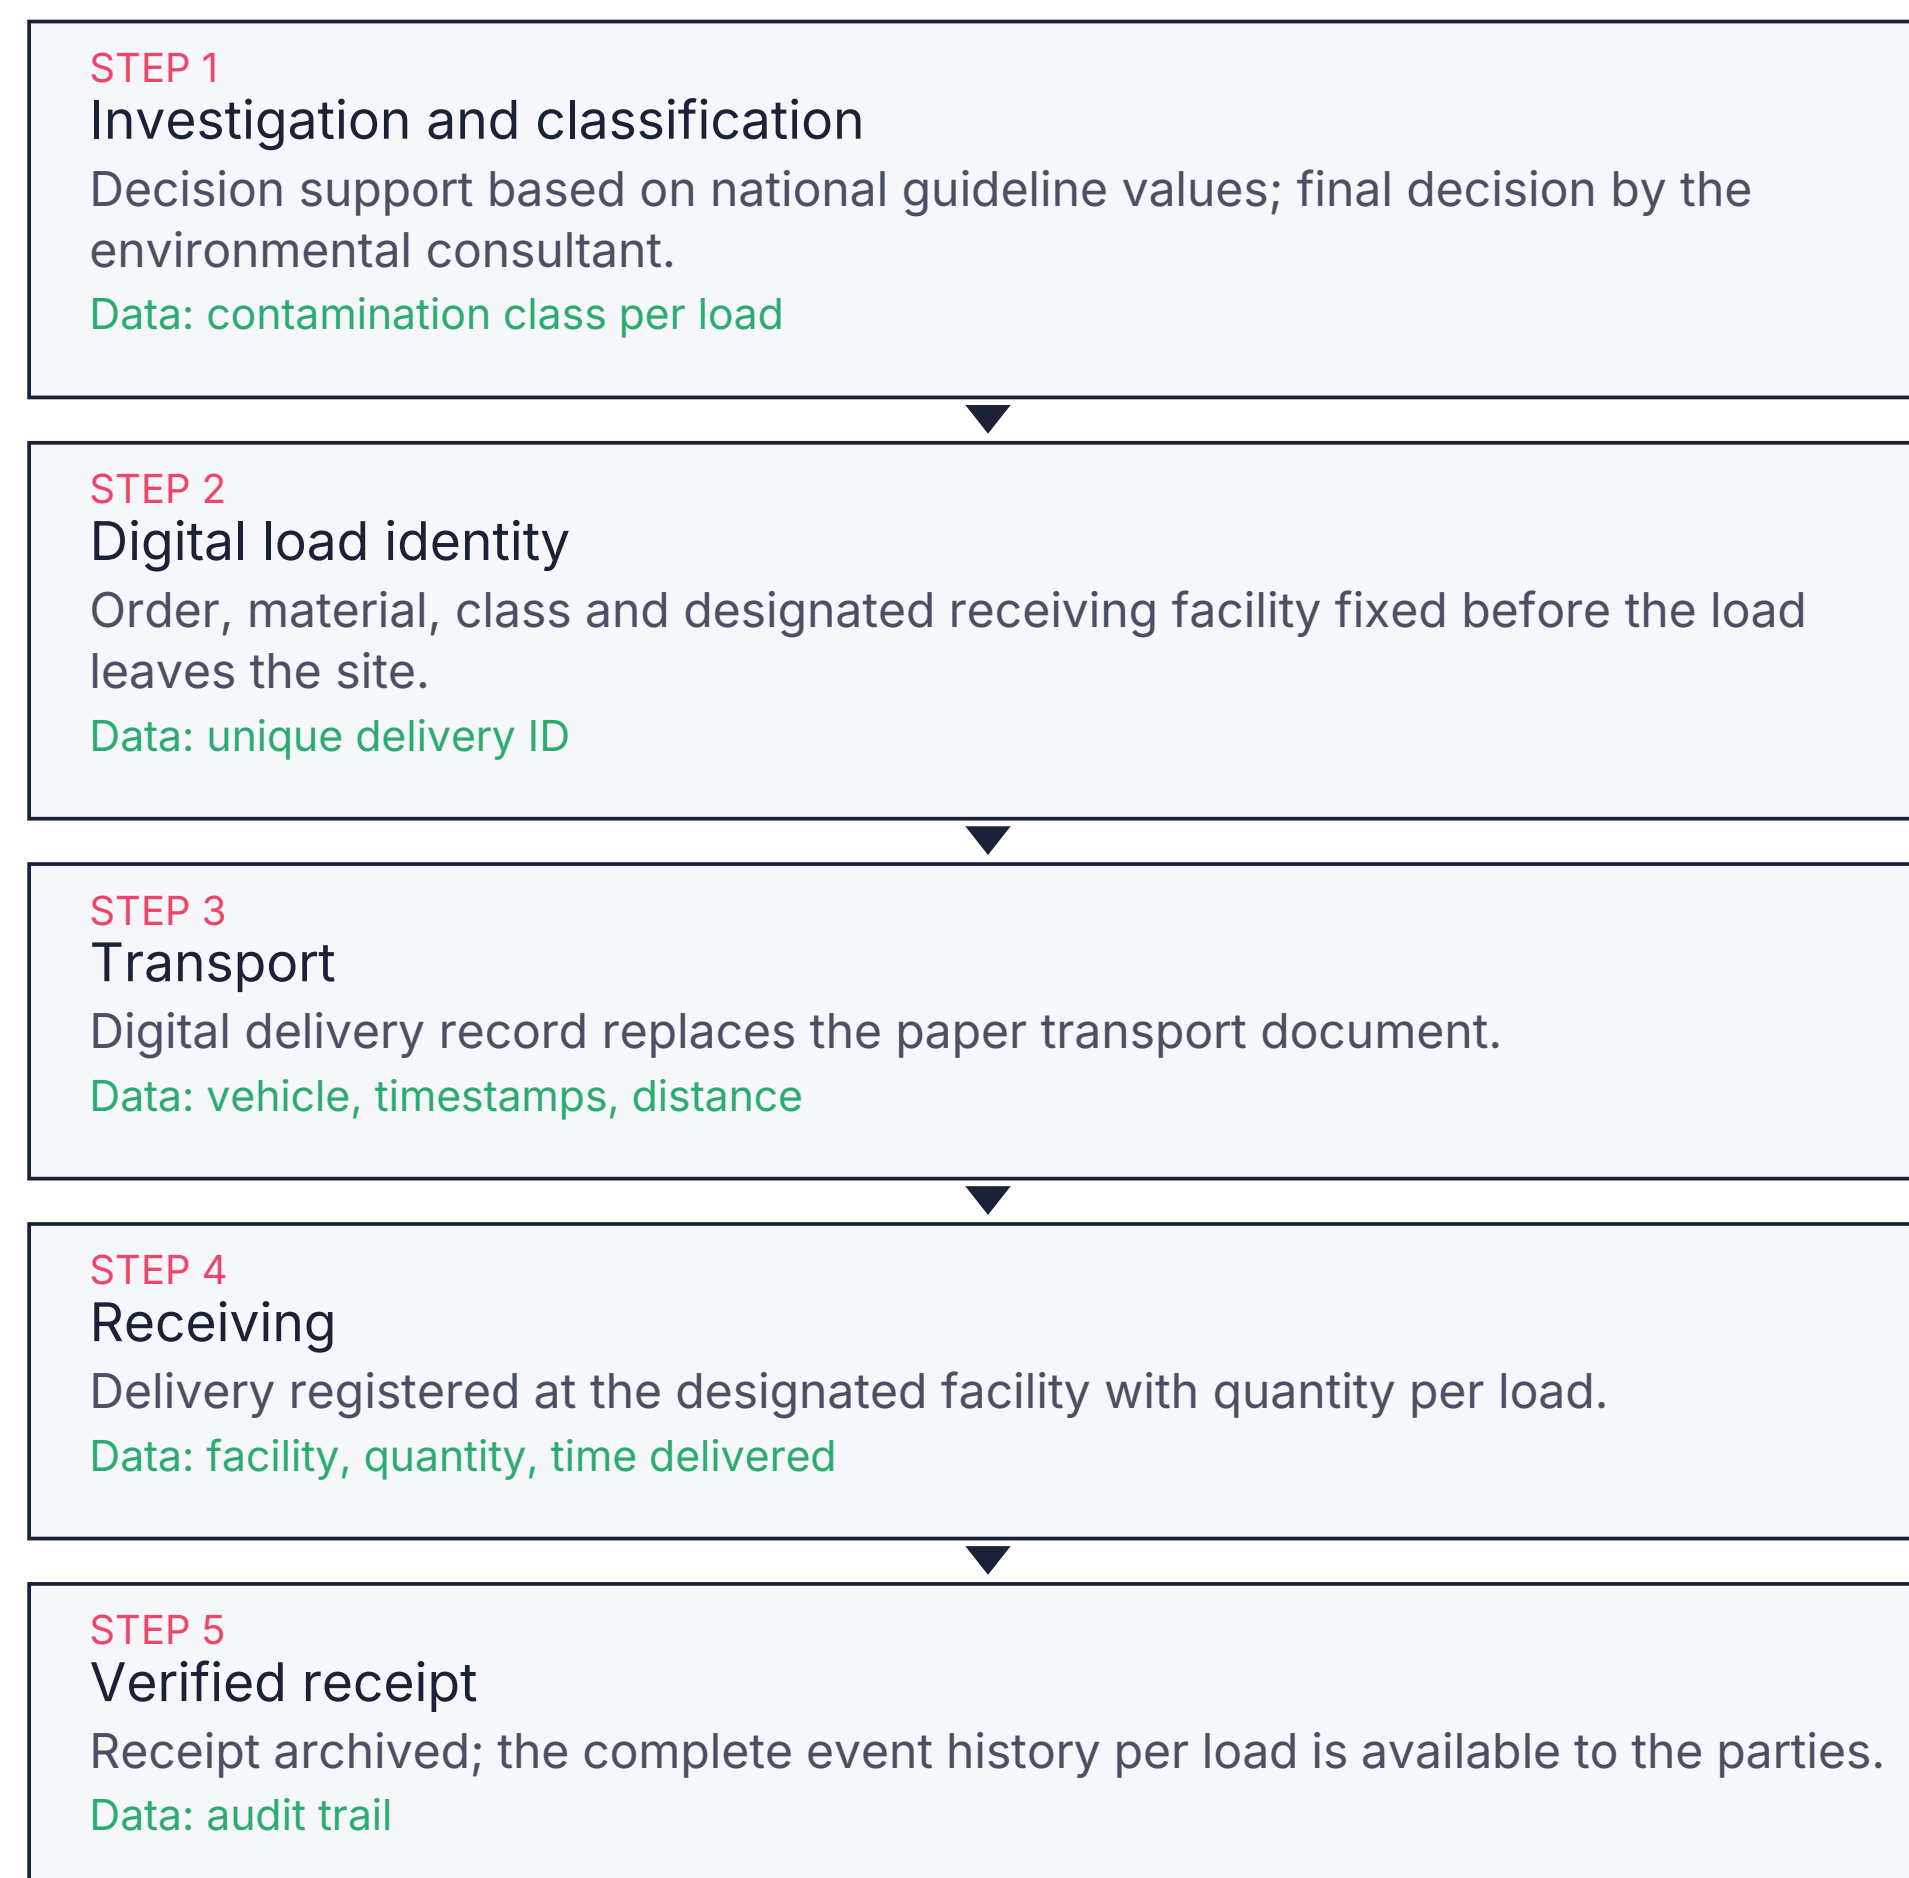 STEP 1
Investigation and classification
Decision support based on national guideline values; final decision by the
environmental consultant.
Data: contamination class per load
STEP 2
Digital load identity
Order, material, class and designated receiving facility fixed before the load
leaves the site.
Data: unique delivery ID
STEP 3
Transport
Digital delivery record replaces the paper transport document.
Data: vehicle, timestamps, distance
STEP 4
Receiving
Delivery registered at the designated facility with quantity per load.
Data: facility, quantity, time delivered
STEP 5
Verified receipt
Receipt archived; the complete event history per load is available to the parties.
Data: audit trail